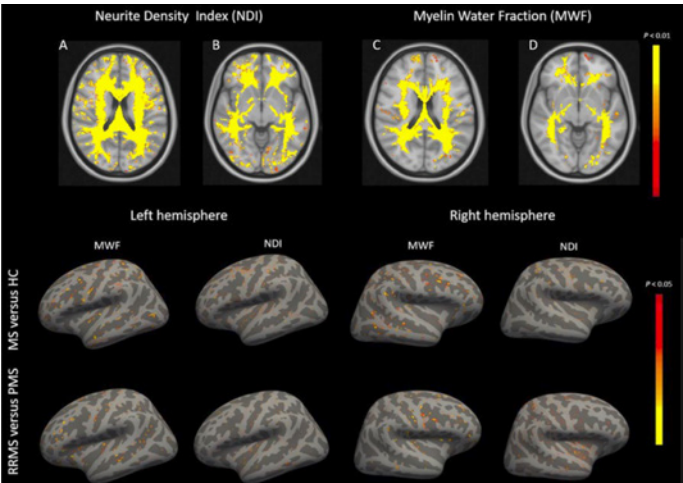 Neurite Density Index (NDI)
Myelin Water Fraction (MWF)
A
B
C
D
P < 0.01
Left hemisphere
Right hemisphere
MWF
NDI
MWF
NDI
MS versus HC
P < 0.05
RRMS versus PMS